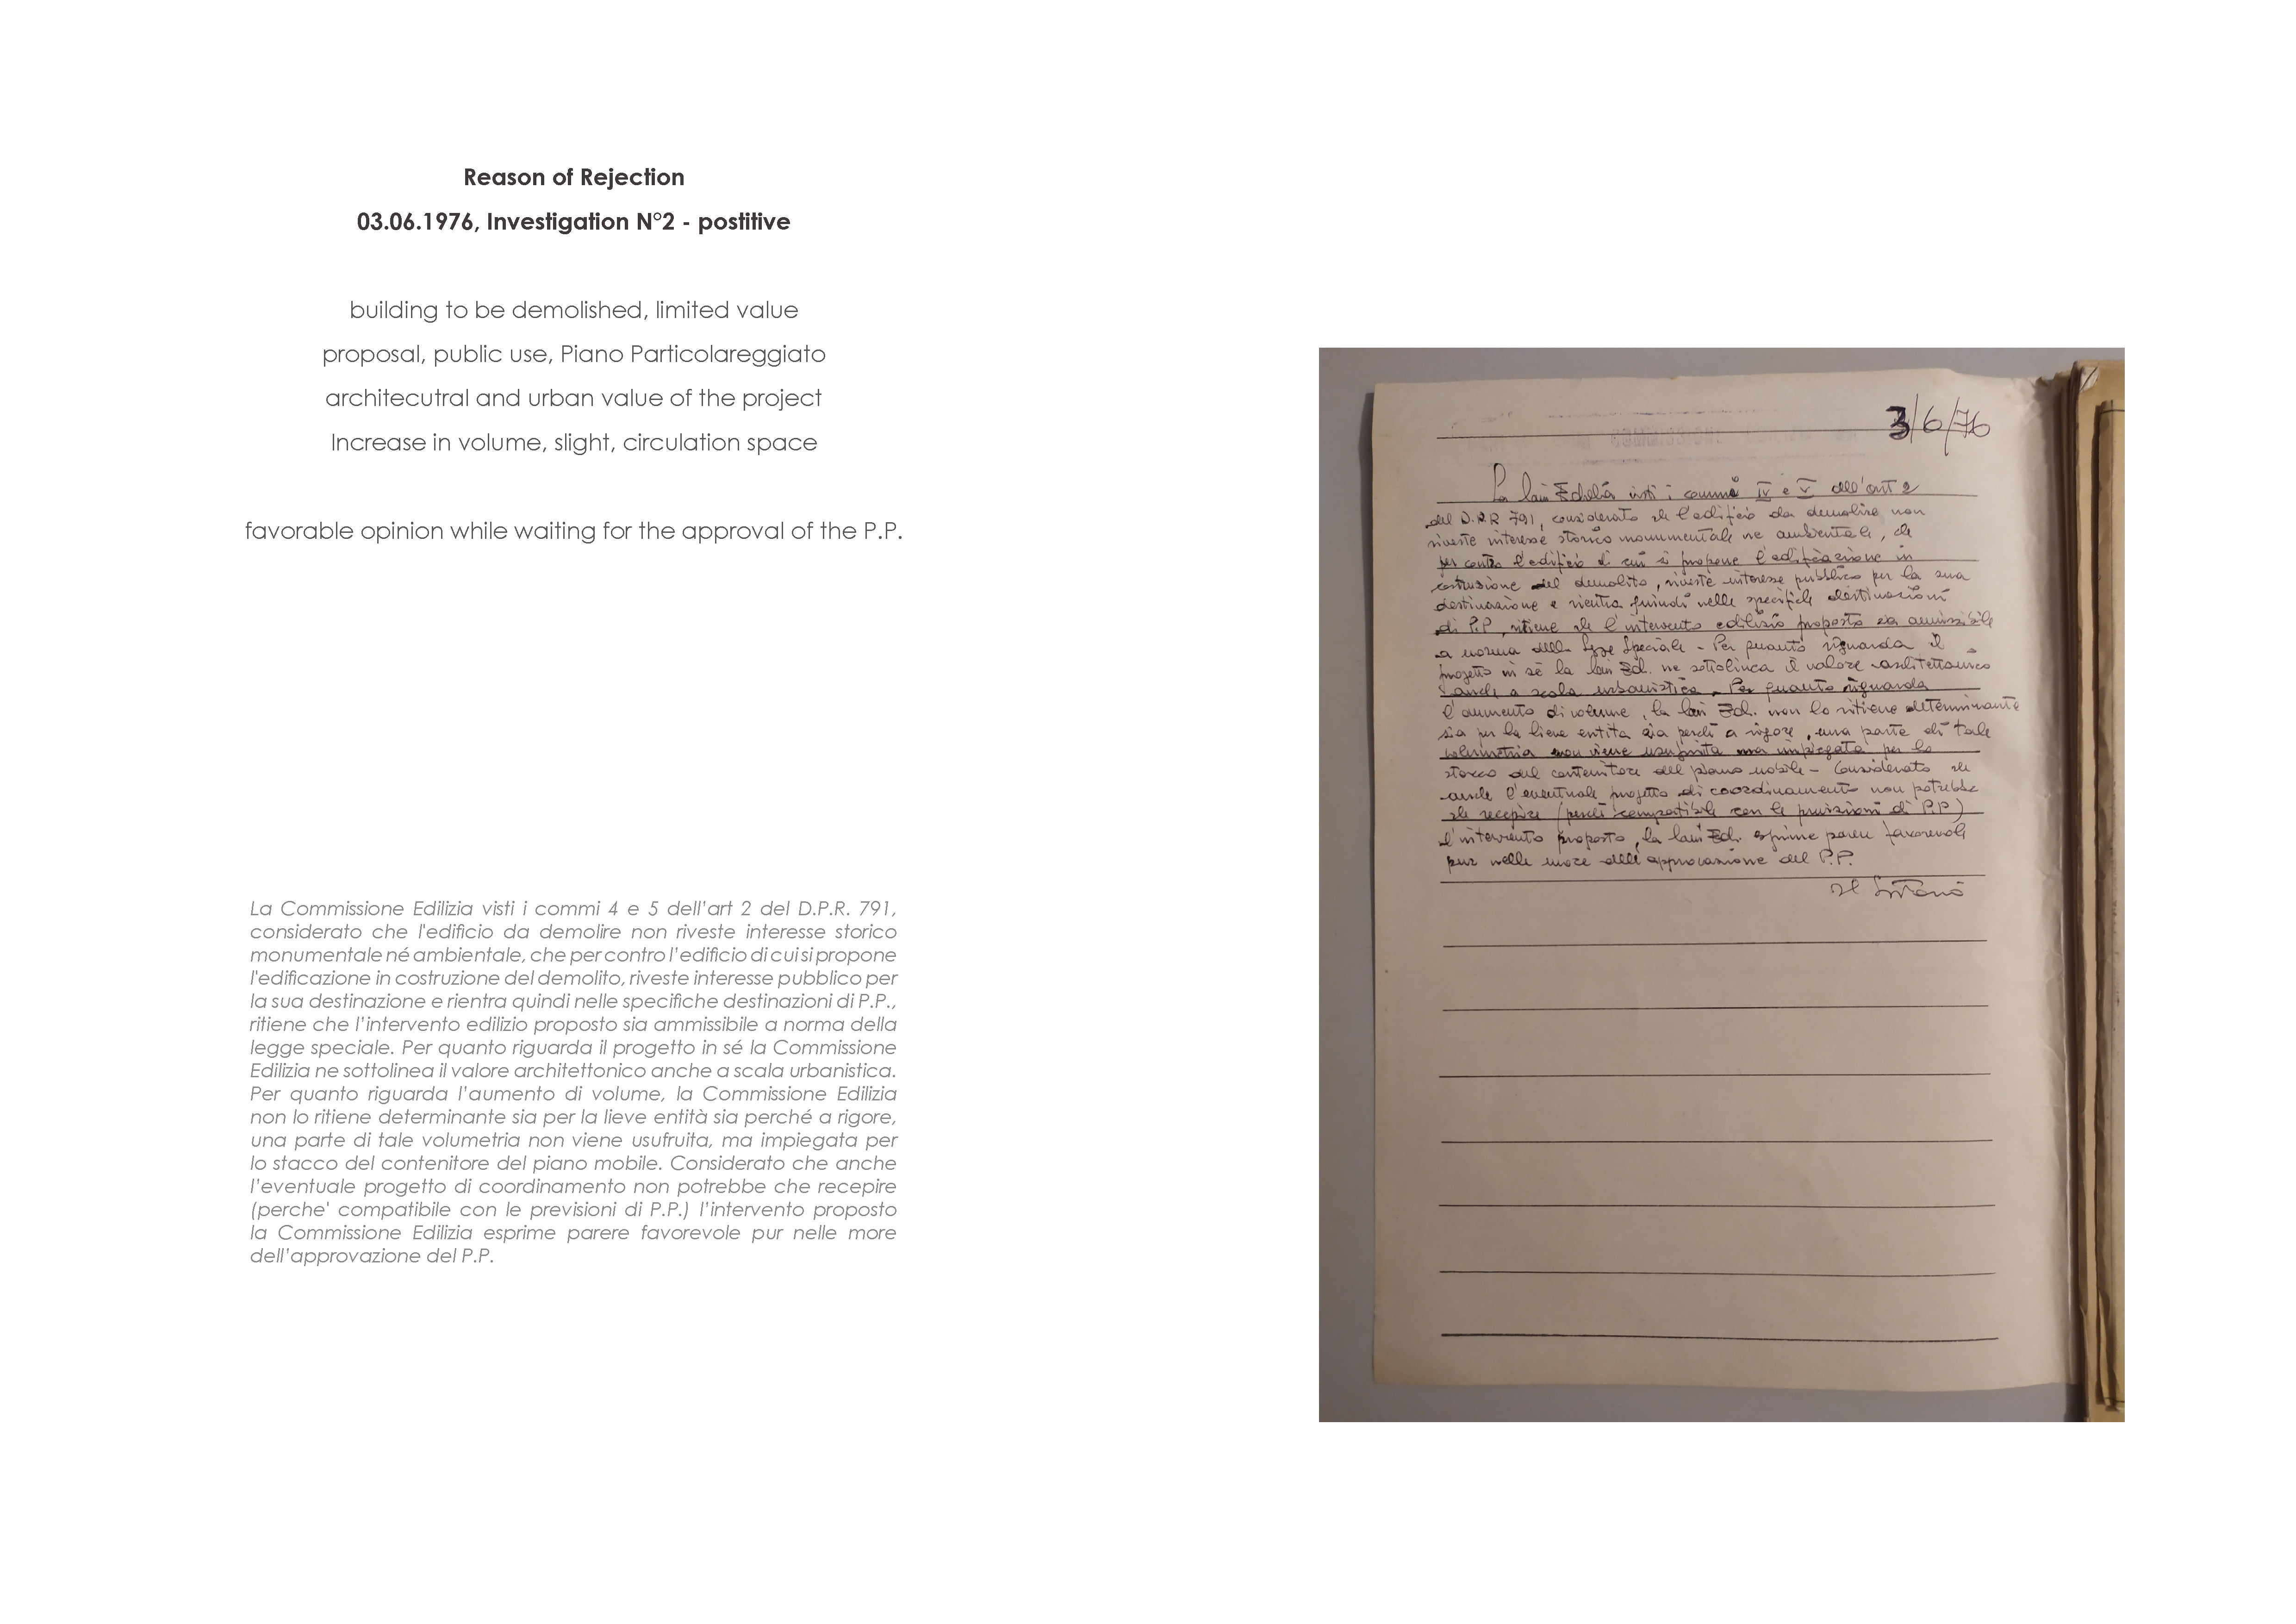 Reason of Rejection
03.06.1976, Investigation N°2 - postitive
building to be demolished, limited value
proposal, public use, Piano Particolareggiato
architecutral and urban value of the project
Increase in volume, slight, circulation space
favorable opinion while waiting for the approval of the P.P.
La Commissione Edilizia visti i commi 4 e 5 dell'art 2 del D.P.R. 791,
considerato che l'edificio da demolire non riveste interesse storico
monumentale né ambientale, che per contro l'edificio di cui si propone
l'edificazione in costruzione del demolito, riveste interesse pubblico per
la sua destinazione e rientra quindi nelle specifiche destinazioni di P.P.,
ritiene che l'intervento edilizio proposto sia ammissibile a norma della
legge speciale. Per quanto riguarda il progetto in sé la Commissione
Edilizia ne sottolinea il valore architettonico anche a scala urbanistica.
Per quanto riguarda l'aumento di volume, la Commissione Edilizia
non lo ritiene determinante sia per la lieve entità sia perché a rigore,
una parte di tale volumetria non viene usufruita, ma impiegata per
lo stacco del contenitore del piano mobile. Considerato che anche
l'eventuale progetto di coordinamento non potrebbe che recepire
(perche' compatibile con le previsioni di P.P.) l'intervento proposto
la Commissione Edilizia esprime parere favorevole pur nelle more
dell'approvazione del P.P.
3/6/76
La visti i commi IV e V dell'art 2
del D.P.R 791, considerato che l'edificio da demolire non
riveste interesse storico monumentale ne ambientale, che
per contro l'edificio di cui si propone l'edificazione in
costruzione del demolito, riveste interesse pubblico per la sua
destinazione e rientra quindi nelle specifiche destinazioni
di P.P, ritiene che l'intervento edilizio proposto sia ammissibile
a norma della Legge Speciale - Per quanto riguarda il
progetto in sé la Ed. ne sottolinea il valore architettonico
anche a scala urbanistica. Per quanto riguarda
l'aumento di volume, la Ed. non lo ritiene determinante
sia per la lieve entità sia perché a rigore, una parte di tale
volumetria non viene usufruita ma impiegata per lo
stacco del contenitore del piano nobile - Considerato che
anche l'eventuale progetto di coordinamento non potrebbe
che recepire (perché compatibile con le previsioni di P.P)
l'intervento proposto, la Ed. esprime parere favorevole
pur nelle more dell'approvazione del P.P.